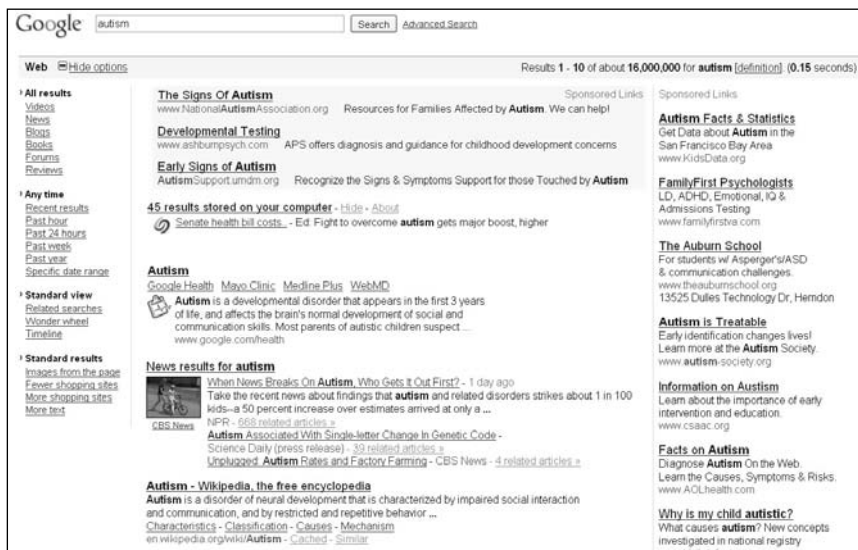 Google autism Search Advanced Search
Web Hide options Results 1 - 10 of about 16,000,000 for autism [definition]. (0.15 seconds)
All results
Videos
News
Blogs
Books
Forums
Reviews
Any time
Recent results
Past hour
Past 24 hours
Past week
Past year
Specific date range
Standard view
Related searches
Wonder wheel
Timeline
Standard results
Images from the page
Fewer shopping sites
More shopping sites
More text
The Signs Of Autism Sponsored Links
www.NationalAutismAssociation.org Resources for Families Affected by Autism. We can help!
Developmental Testing
www.ashburnpsych.com APS offers diagnosis and guidance for childhood development concerns
Early Signs of Autism
AutismSupport.umdm.org Recognize the Signs & Symptoms Support for those Touched by Autism
45 results stored on your computer - Hide - About
Senate health bill costs.. - Ed: Fight to overcome autism gets major boost, higher
Autism
Google Health Mayo Clinic Medline Plus WebMD
Autism is a developmental disorder that appears in the first 3 years
of life, and affects the brain's normal development of social and
communication skills. Most parents of autistic children suspect ...
www.google.com/health
News results for autism
When News Breaks On Autism, Who Gets It Out First? - 1 day ago
Take the recent news about findings that autism and related disorders strikes about 1 in 100
kids--a 50 percent increase over estimates arrived at only a ...
NPR - 668 related articles »
Autism Associated With Single-letter Change In Genetic Code -
Science Daily (press release) - 39 related articles »
Unplugged: Autism Rates and Factory Farming - CBS News - 4 related articles »
CBS News
Autism - Wikipedia, the free encyclopedia
Autism is a disorder of neural development that is characterized by impaired social interaction
and communication, and by restricted and repetitive behavior ...
Characteristics - Classification - Causes - Mechanism
en.wikipedia.org/wiki/Autism - Cached - Similar
Sponsored Links
Autism Facts & Statistics
Get Data about Autism in the
San Francisco Bay Area
www.KidsData.org
FamilyFirst Psychologists
LD, ADHD, Emotional, IQ &
Admissions Testing
www.familyfirstva.com
The Auburn School
For students w/ Asperger's/ASD
& communication challenges.
www.theauburnschool.org
13525 Dulles Technology Dr, Herndon
Autism is Treatable
Early identification changes lives!
Learn more at the Autism Society.
www.autism-society.org
Information on Austism
Learn about the importance of early
intervention and education.
www.csaac.org
Facts on Autism
Diagnose Autism On the Web.
Learn the Causes, Symptoms & Risks.
www.AOLhealth.com
Why is my child autistic?
What causes autism? New concepts
investigated in national registry